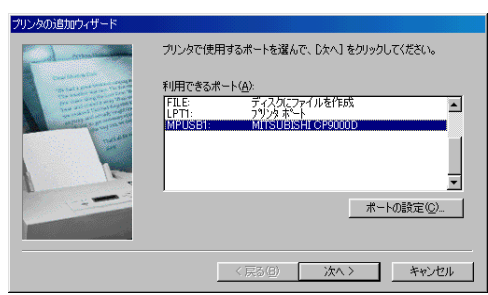 プリンタの追加ウィザード
プリンタで使用するポートを選んで、[次へ] をクリックしてください。
利用できるポート(A):
FILE: ディスクにファイルを作成
LPT1: プリンタ ポート
MPUSB1: MITSUBISHI CP9000D
ポートの設定(C)...
< 戻る(B)
次へ >
キャンセル